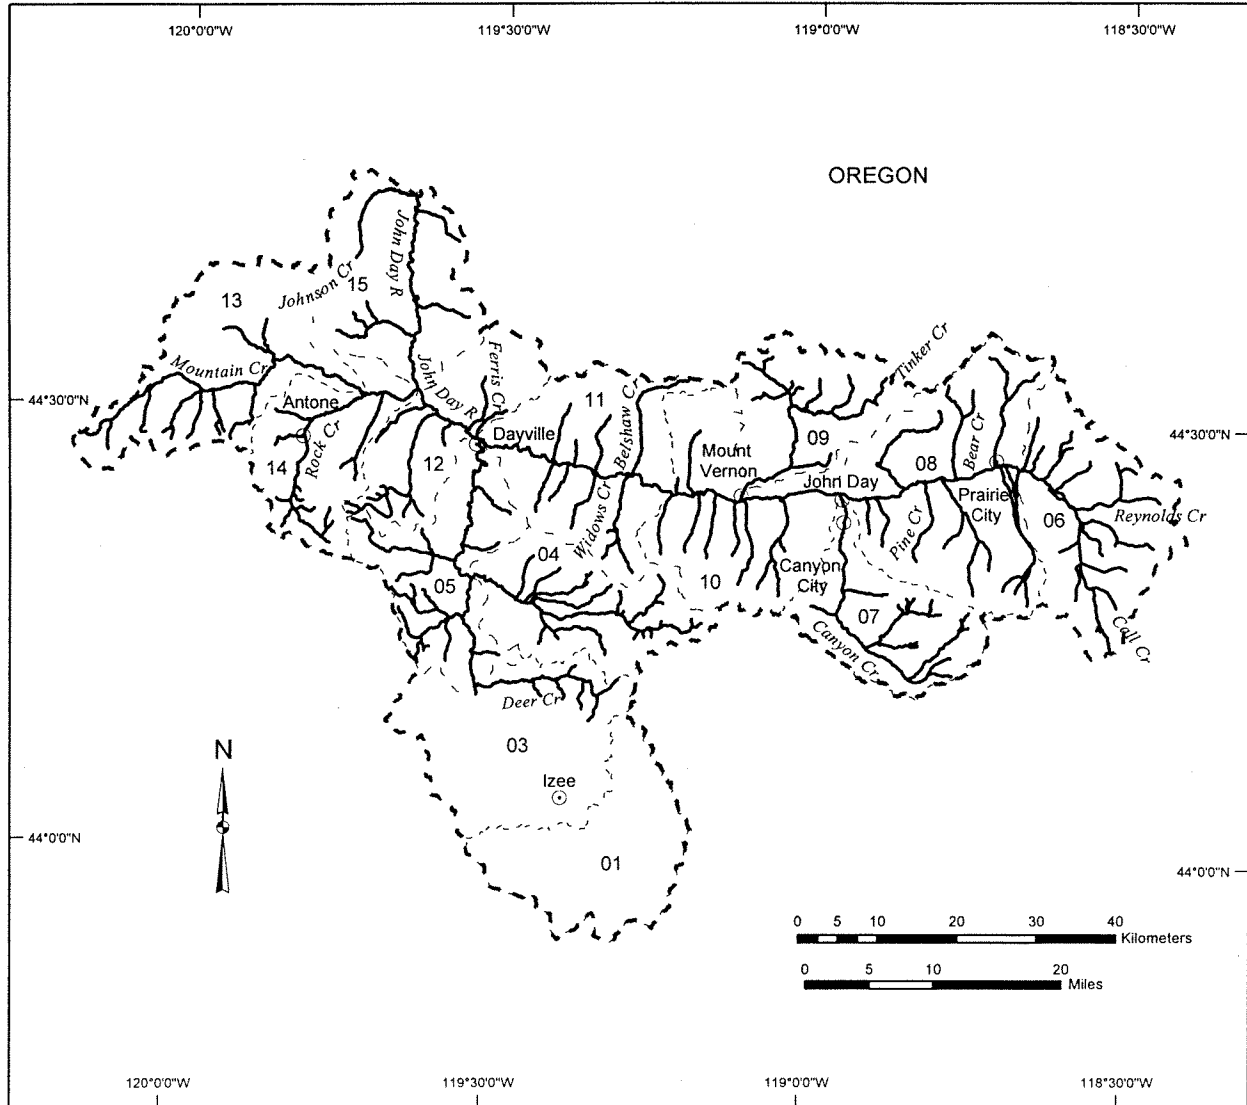 120°0'0"W
119°30'0"W
119°0'0"W
118°30'0"W
OREGON
John Day R
Johnson Cr
15
13
Tinker Cr
Mountain Cr
John Day R
Ferris Cr
44°30'0"N
Antone
11
Belshaw Cr
Bear Cr
44°30'0"N
Dayville
Rock Cr
Mount
Vernon
09
14
12
08
John Day
Prairie
City
Widows Cr
Pine Cr
06
Reynolds Cr
04
Canyon
City
05
10
07
Canyon Cr
Call Cr
Deer Cr
03
N
Izee
44°0'0"N
01
44°0'0"N
0 5 10 20 30 40
Kilometers
0 5 10 20
Miles
120°0'0"W
119°30'0"W
119°0'0"W
118°30'0"W